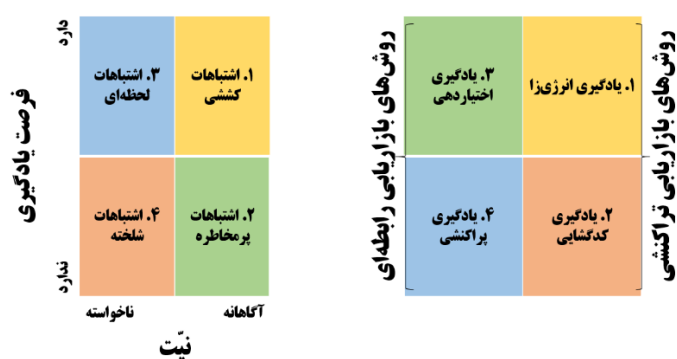 روش‌های بازاریابی تراکنشی
۱. یادگیری انرژی‌زا
۳. یادگیری
اختیاردهی
۲. یادگیری
کدگشایی
۴. یادگیری
پراکنشی
روش‌های بازاریابی رابطه‌ای
۱. اشتباهات
کششی
۳. اشتباهات
لحظه‌ای
دارد
۲. اشتباهات
پرمخاطره
۴. اشتباهات
شلخته
ندارد
فرصت یادگیری
آگاهانه
ناخواسته
نیّت